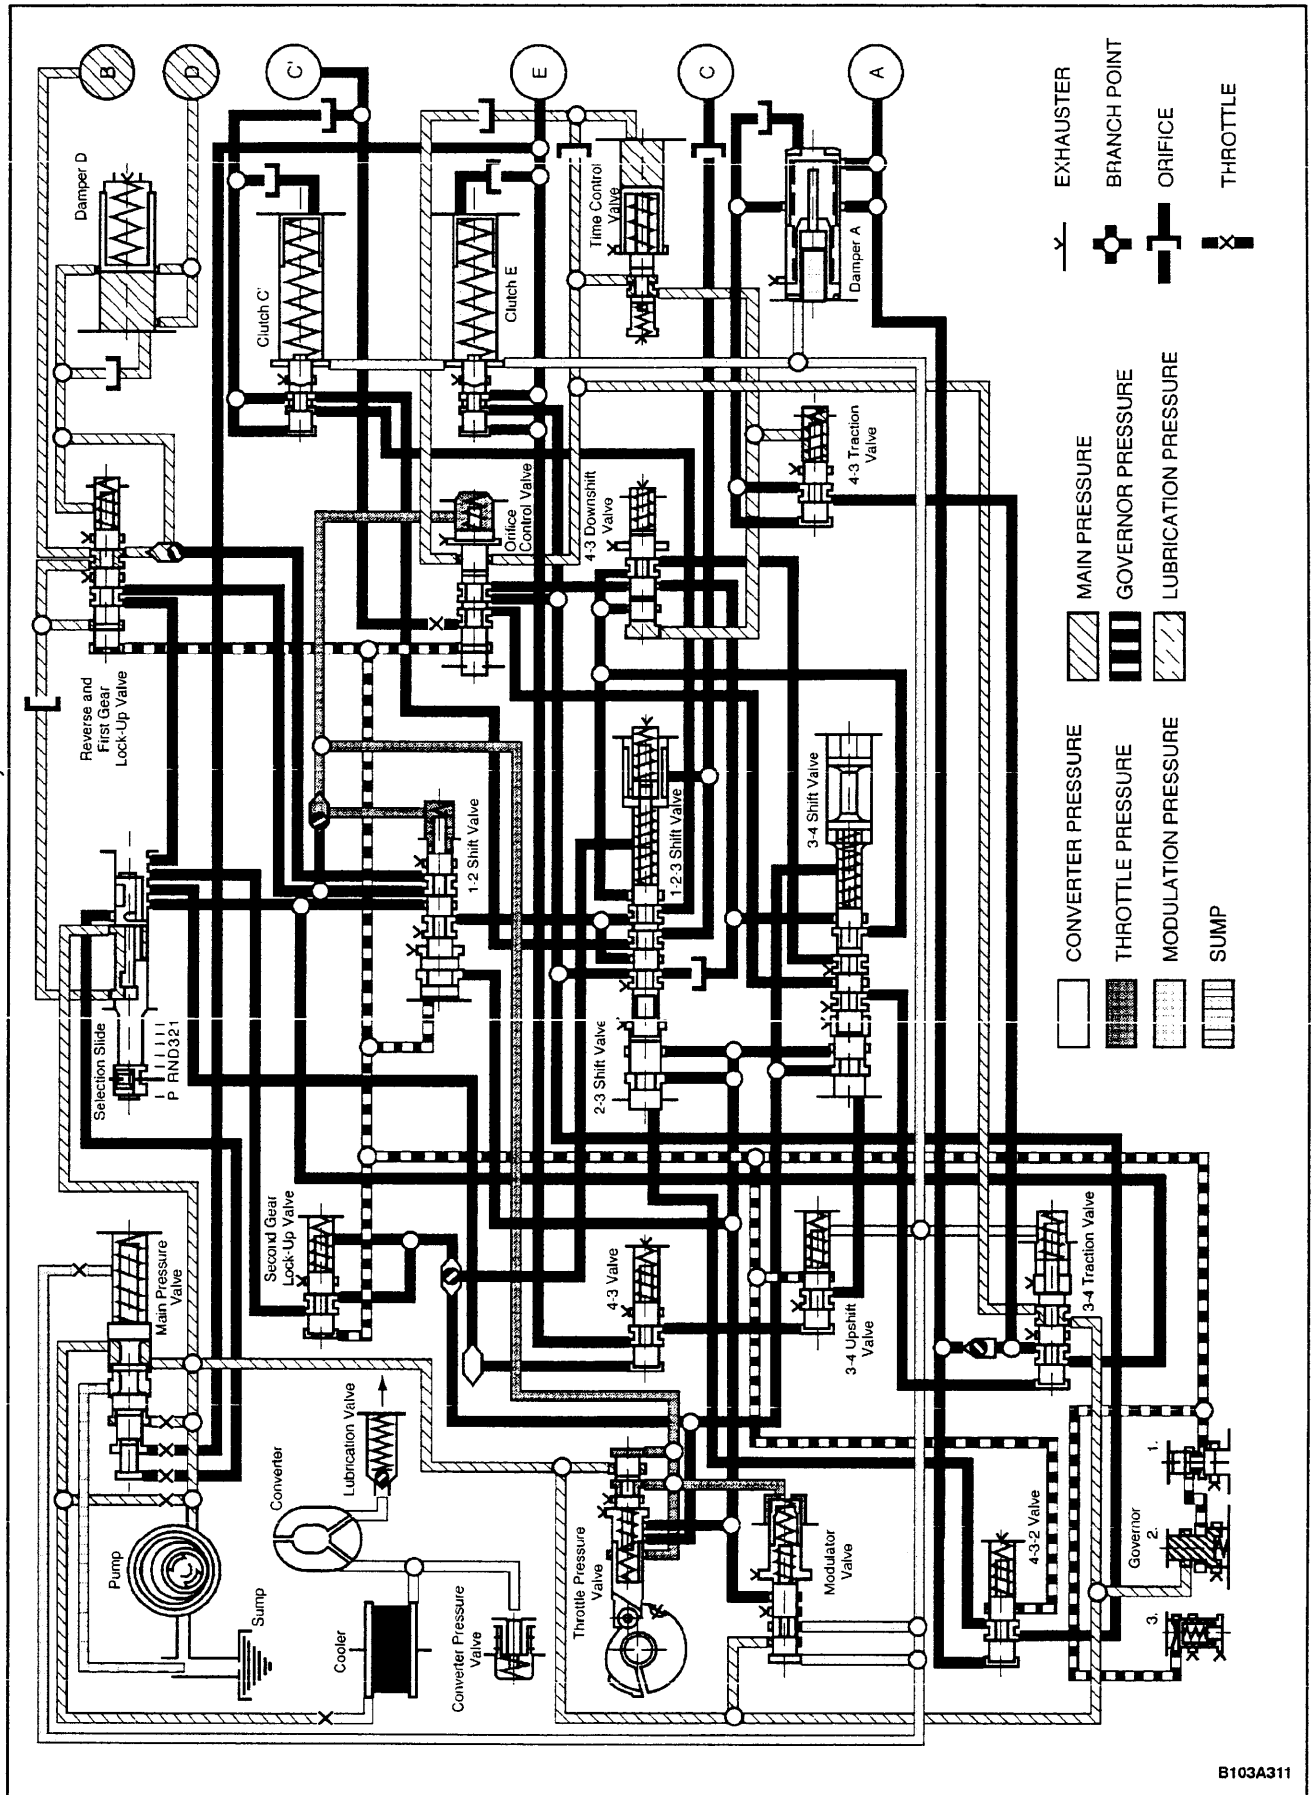 B
D
C'
E
C
A
Damper D
Clutch C'
Clutch E
Time Control
Valve
Damper A
EXHAUSTER
BRANCH POINT
ORIFICE
THROTTLE
Reverse and
First Gear
Lock-Up Valve
Orifice
Control Valve
4-3 Downshift
Valve
4-3 Traction
Valve
MAIN PRESSURE
GOVERNOR PRESSURE
LUBRICATION PRESSURE
Selection Slide
P RND321
1-2 Shift Valve
2-3 Shift Valve
1-2-3 Shift Valve
3-4 Shift Valve
CONVERTER PRESSURE
THROTTLE PRESSURE
MODULATION PRESSURE
SUMP
Main Pressure
Valve
Second Gear
Lock-Up Valve
4-3 Valve
3-4 Upshift
Valve
3-4 Traction Valve
Pump
Sump
Converter
Lubrication Valve
Cooler
Converter Pressure
Valve
Throttle Pressure
Valve
Modulator
Valve
4-3-2 Valve
Governor
1.
2.
3.
B103A311